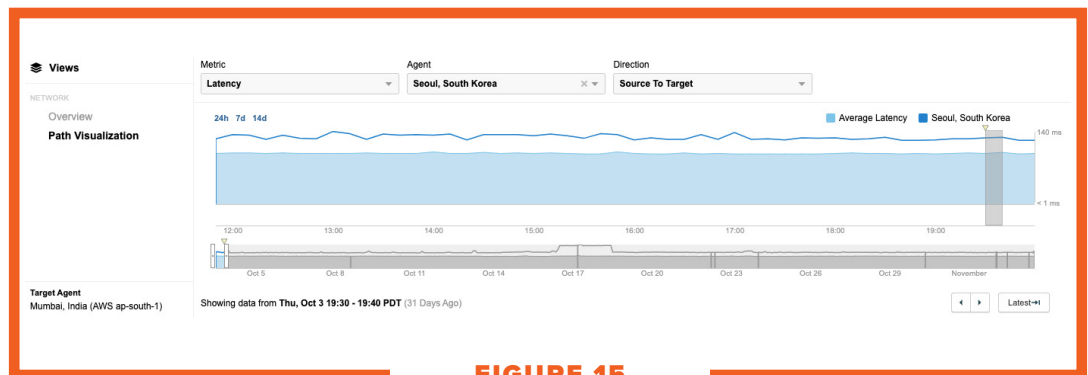 Views
NETWORK
Overview
Path Visualization
Target Agent
Mumbai, India (AWS ap-south-1)
Metric
Latency
Agent
Seoul, South Korea
Direction
Source To Target
24h 7d 14d
Average Latency
Seoul, South Korea
140 ms
< 1 ms
12:00 13:00 14:00 15:00 16:00 17:00 18:00 19:00
Oct 5 Oct 8 Oct 11 Oct 14 Oct 17 Oct 20 Oct 23 Oct 26 Oct 29 November
Showing data from Thu, Oct 3 19:30 - 19:40 PDT (31 Days Ago)
Latest
FIGURE 15